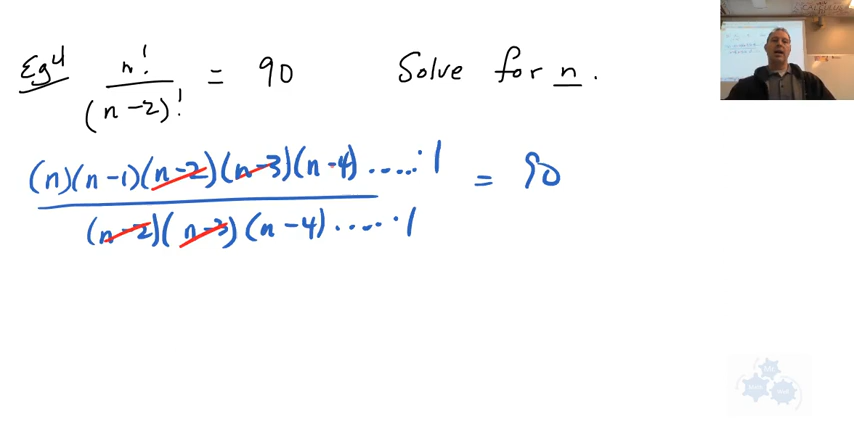 Eg4 n!/(n-2)! = 90 Solve for n.
(n)(n-1)(n-2)(n-3)(n-4).....·1 / (n-2)(n-3)(n-4).....·1 = 90